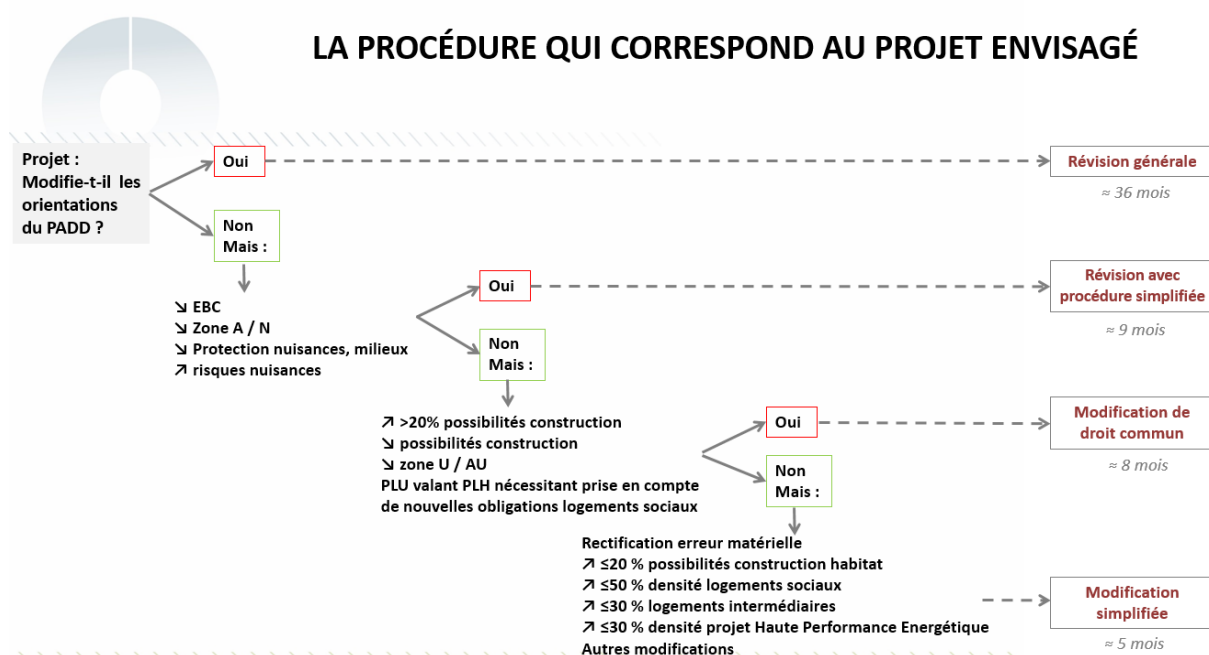 LA PROCÉDURE QUI CORRESPOND AU PROJET ENVISAGÉ
Projet :
Modifie-t-il les
orientations
du PADD ?
Oui
Révision générale
≈ 36 mois
Non
Mais :
↘ EBC
↘ Zone A / N
↘ Protection nuisances, milieux
↗ risques nuisances
Oui
Révision avec
procédure simplifiée
≈ 9 mois
Non
Mais :
↗ >20% possibilités construction
↘ possibilités construction
↘ zone U / AU
PLU valant PLH nécessitant prise en compte
de nouvelles obligations logements sociaux
Oui
Modification de
droit commun
≈ 8 mois
Non
Mais :
Rectification erreur matérielle
↗ ≤20 % possibilités construction habitat
↗ ≤50 % densité logements sociaux
↗ ≤30 % logements intermédiaires
↗ ≤30 % densité projet Haute Performance Energétique
Autres modifications
Modification
simplifiée
≈ 5 mois